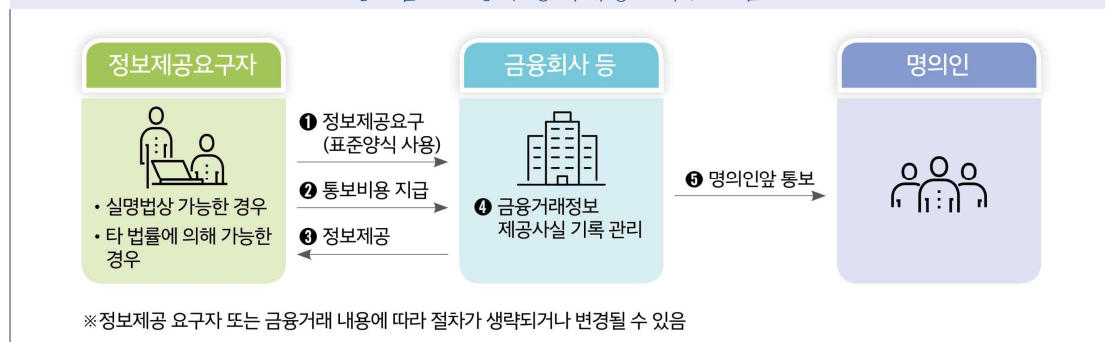 정보제공요구자
금융회사 등
명의인
❶ 정보제공요구
(표준양식 사용)
❷ 통보비용 지급
❸ 정보제공
• 실명법상 가능한 경우
• 타 법률에 의해 가능한
경우
❹ 금융거래정보
제공사실 기록 관리
❺ 명의인앞 통보
※정보제공 요구자 또는 금융거래 내용에 따라 절차가 생략되거나 변경될 수 있음